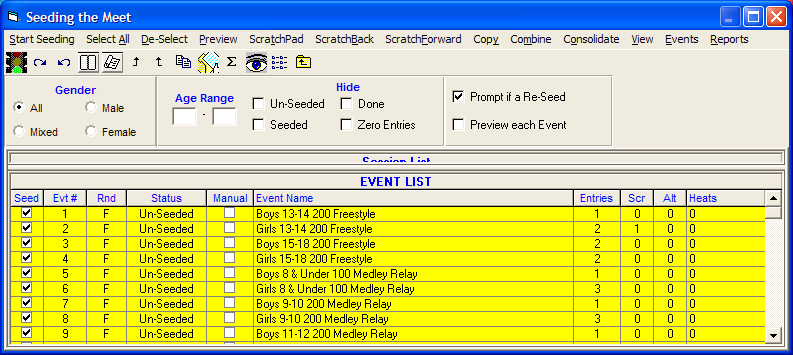 Seeding the Meet
Start Seeding Select All De-Select Preview ScratchPad ScratchBack ScratchForward Copy Combine Consolidate View Events Reports
Σ
Gender
All Male
Mixed Female
Age Range
-
Hide
Un-Seeded Done
Seeded Zero Entries
Prompt if a Re-Seed
Preview each Event
Session List
EVENT LIST
Seed Evt # Rnd Status Manual Event Name Entries Scr Alt Heats
1 F Un-Seeded Boys 13-14 200 Freestyle 1 0 0 0
2 F Un-Seeded Girls 13-14 200 Freestyle 2 1 0 0
3 F Un-Seeded Boys 15-18 200 Freestyle 2 0 0 0
4 F Un-Seeded Girls 15-18 200 Freestyle 2 0 0 0
5 F Un-Seeded Boys 8 & Under 100 Medley Relay 1 0 0 0
6 F Un-Seeded Girls 8 & Under 100 Medley Relay 3 0 0 0
7 F Un-Seeded Boys 9-10 200 Medley Relay 1 0 0 0
8 F Un-Seeded Girls 9-10 200 Medley Relay 3 0 0 0
9 F Un-Seeded Boys 11-12 200 Medley Relay 1 0 0 0